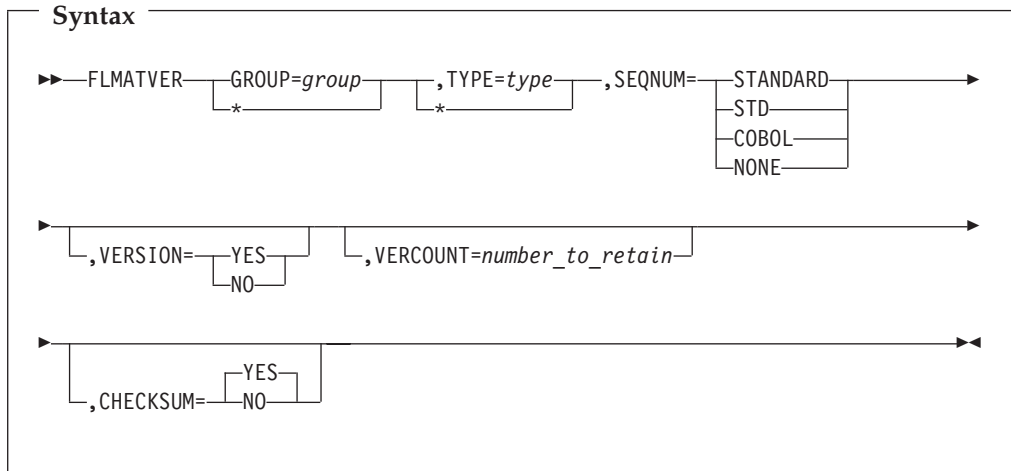 Syntax
►►—FLMATVER GROUP=group ,TYPE=type ,SEQNUM= STANDARD ►
* * STD
COBOL
NONE
► ►
,VERSION= YES ,VERCOUNT=number_to_retain
NO
► ►◄
YES
,CHECKSUM= NO